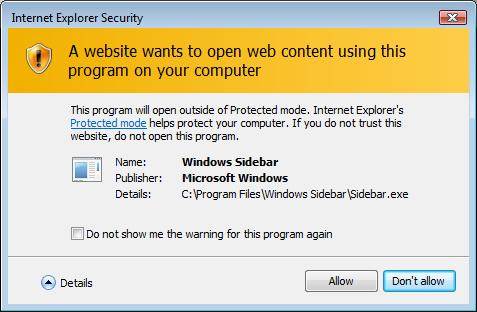 Internet Explorer Security
A website wants to open web content using this
program on your computer
This program will open outside of Protected mode. Internet Explorer's
Protected mode helps protect your computer. If you do not trust this
website, do not open this program.
Name: Windows Sidebar
Publisher: Microsoft Windows
Details: C:\Program Files\Windows Sidebar\Sidebar.exe
Do not show me the warning for this program again
Details Allow Don't allow